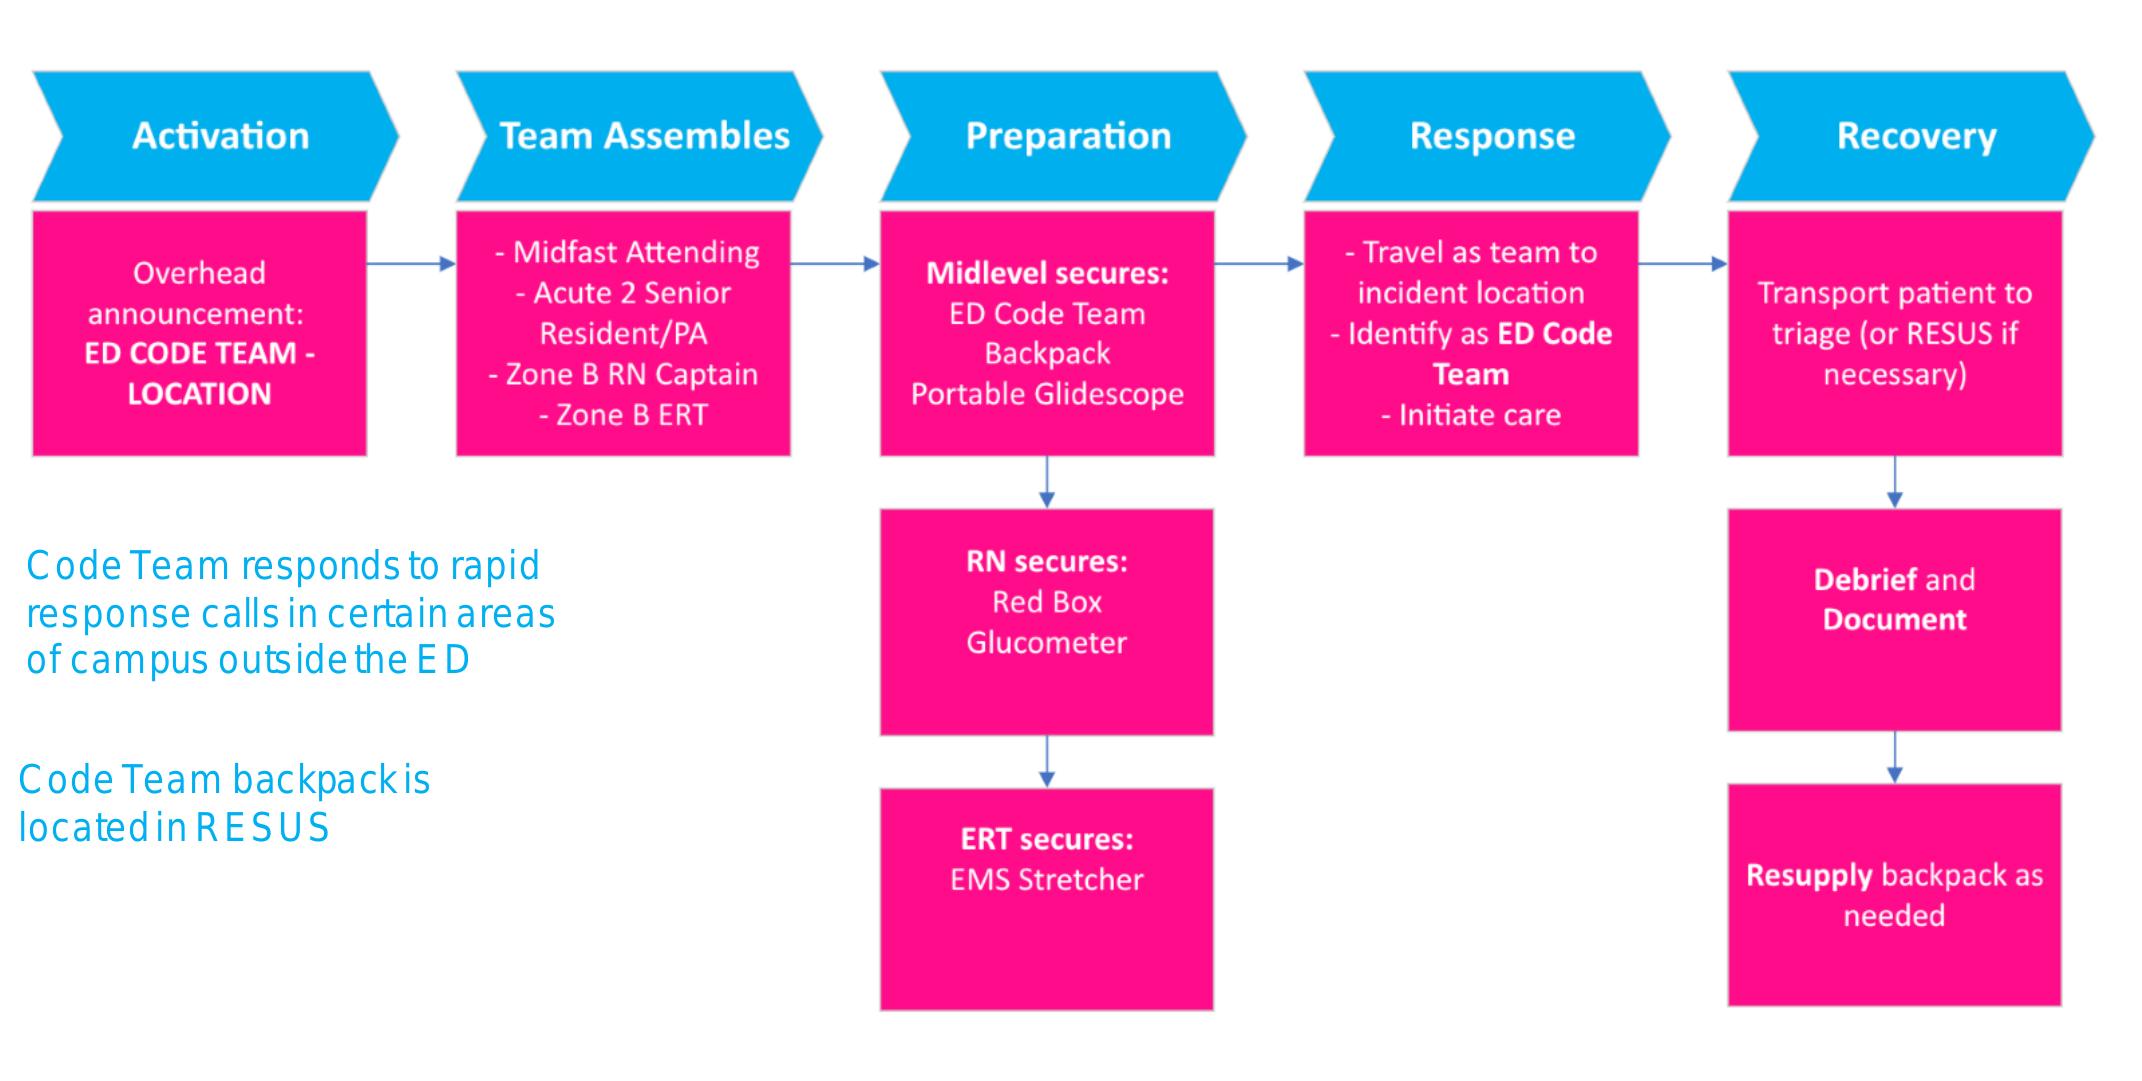 Activation
Team Assembles
Preparation
Response
Recovery
Overhead
announcement:
ED CODE TEAM -
LOCATION
- Midfast Attending
- Acute 2 Senior
Resident/PA
- Zone B RN Captain
- Zone B ERT
Midlevel secures:
ED Code Team
Backpack
Portable Glidescope
- Travel as team to
incident location
- Identify as ED Code
Team
- Initiate care
Transport patient to
triage (or RESUS if
necessary)
RN secures:
Red Box
Glucometer
Debrief and
Document
ERT secures:
EMS Stretcher
Resupply backpack as
needed
Code Team responds to rapid
response calls in certain areas
of campus outside the ED
Code Team backpack is
located in RESUS